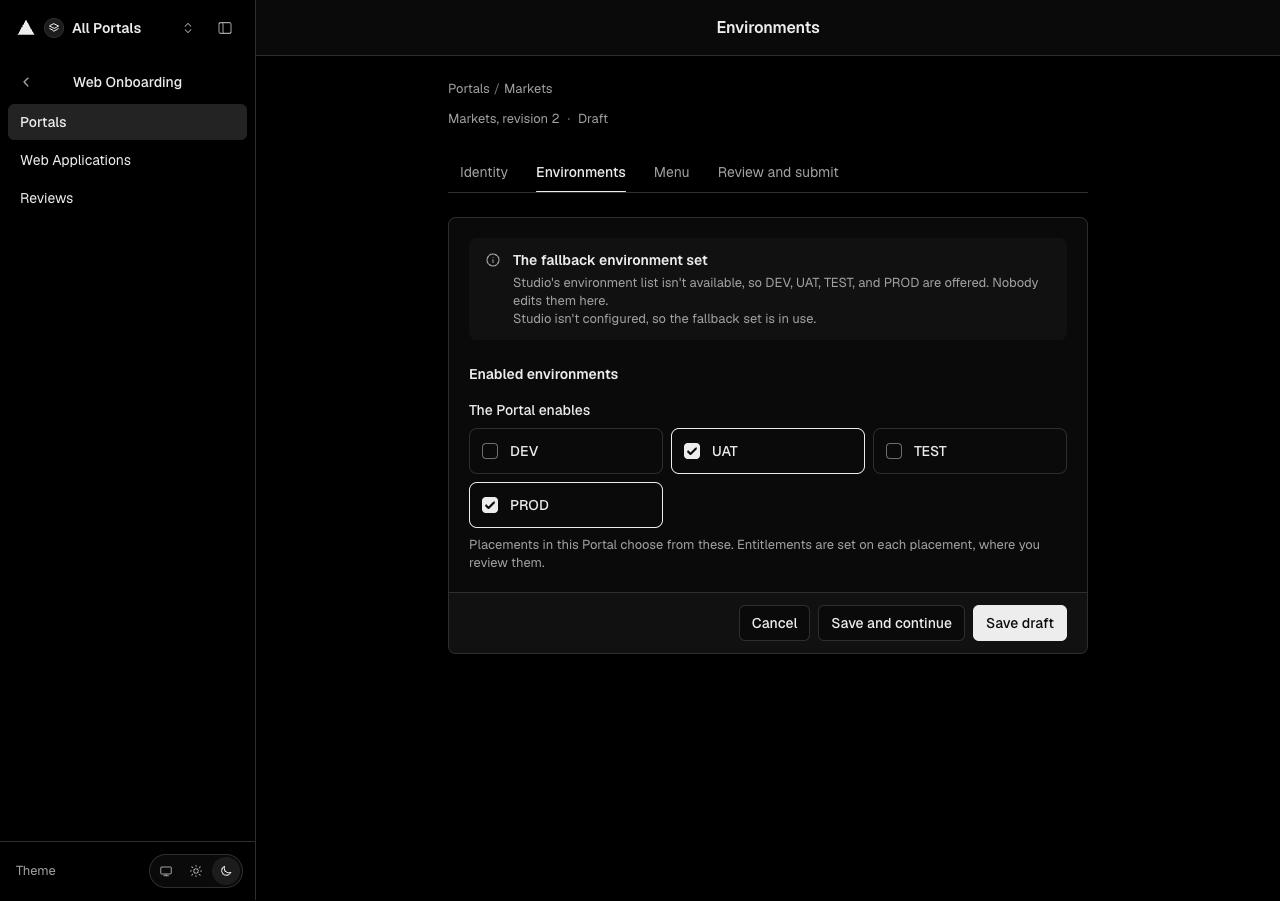 All Portals
Environments
Web Onboarding
Portals
Web Applications
Reviews
Portals / Markets
Markets, revision 2 · Draft
Identity
Environments
Menu
Review and submit
The fallback environment set
Studio's environment list isn't available, so DEV, UAT, TEST, and PROD are offered. Nobody
edits them here.
Studio isn't configured, so the fallback set is in use.
Enabled environments
The Portal enables
DEV
UAT
TEST
PROD
Placements in this Portal choose from these. Entitlements are set on each placement, where you
review them.
Cancel
Save and continue
Save draft
Theme